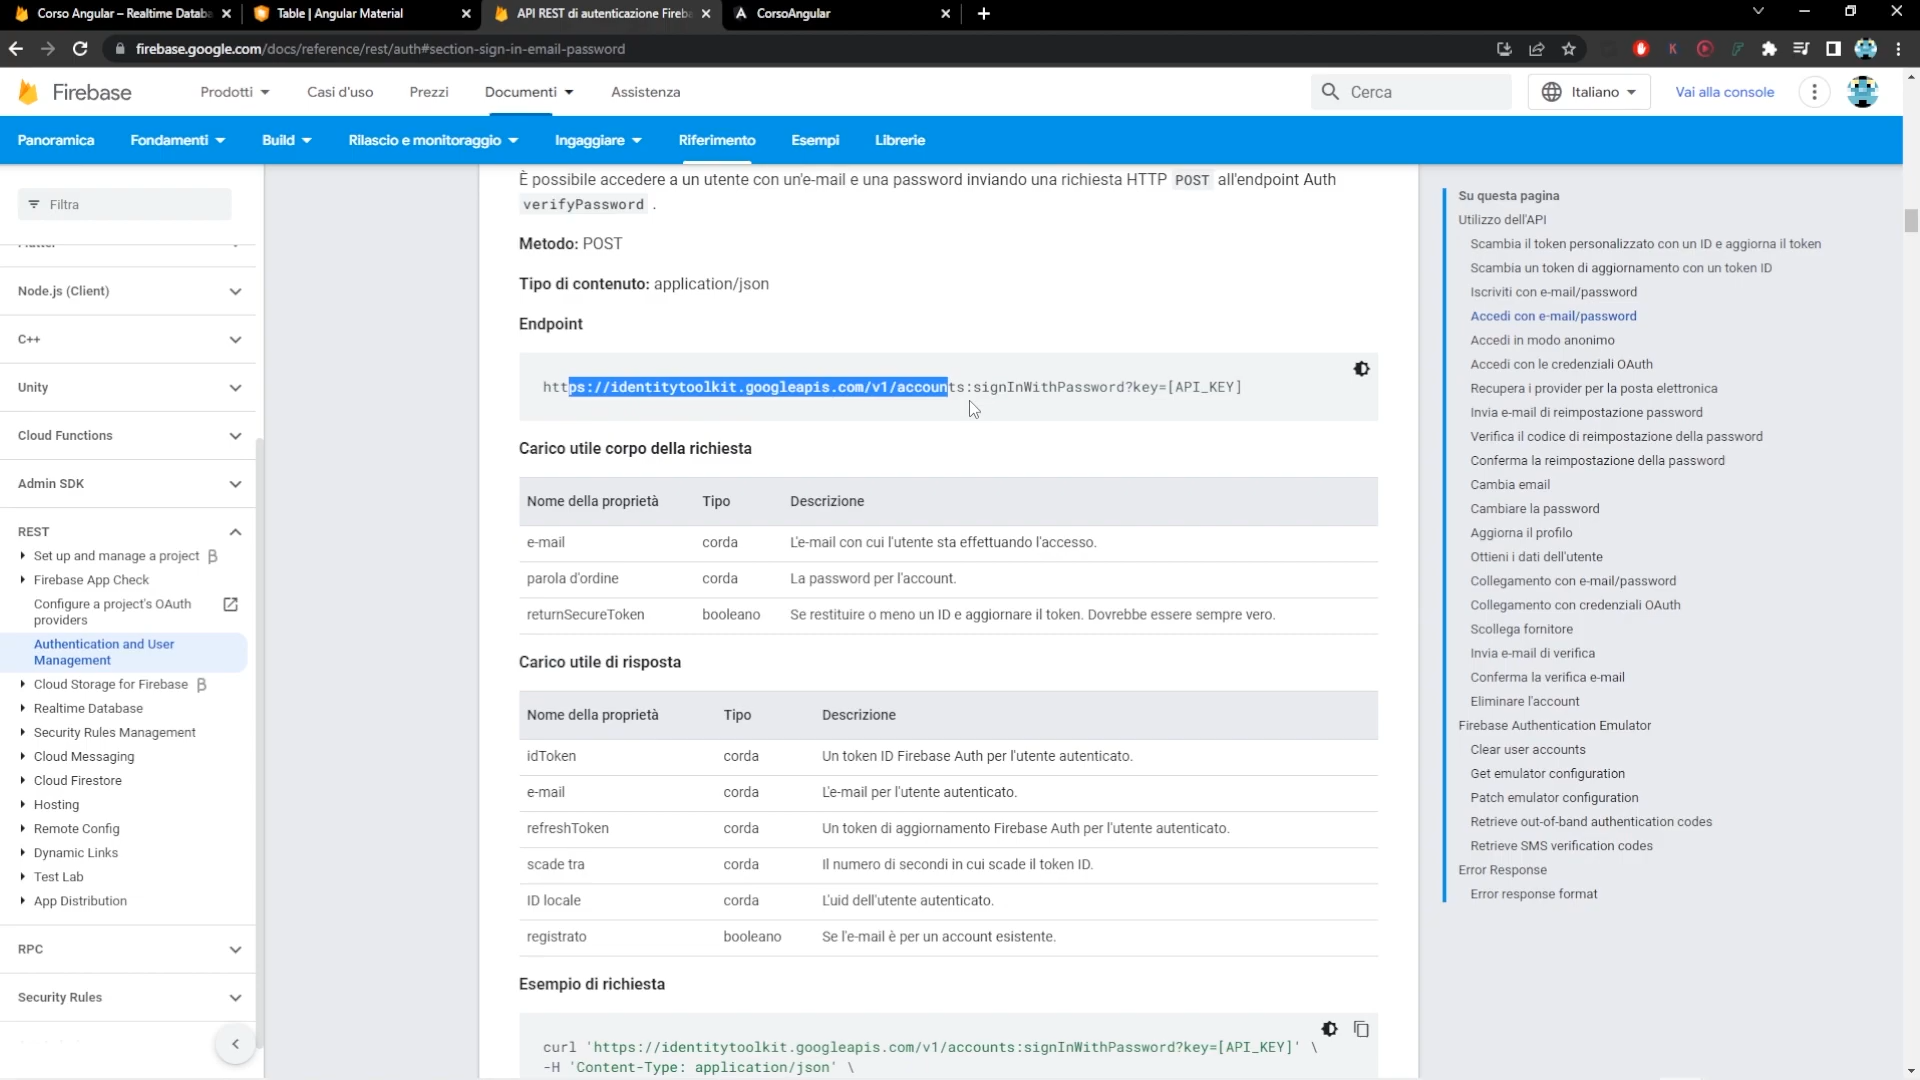 Corso Angular – Realtime Databa
Table | Angular Material
API REST di autenticazione Fireba
CorsoAngular
firebase.google.com/docs/reference/rest/auth#section-sign-in-email-password
Firebase
Prodotti
Casi d'uso
Prezzi
Documenti
Assistenza
Cerca
Italiano
Vai alla console
Panoramica
Fondamenti
Build
Rilascio e monitoraggio
Ingaggiare
Riferimento
Esempi
Librerie
Filtra
Node.js (Client)
C++
Unity
Cloud Functions
Admin SDK
REST
Set up and manage a project β
Firebase App Check
Configure a project's OAuth
providers
Authentication and User
Management
Cloud Storage for Firebase β
Realtime Database
Security Rules Management
Cloud Messaging
Cloud Firestore
Hosting
Remote Config
Dynamic Links
Test Lab
App Distribution
RPC
Security Rules
È possibile accedere a un utente con un'e-mail e una password inviando una richiesta HTTP POST all'endpoint Auth
verifyPassword .
Metodo: POST
Tipo di contenuto: application/json
Endpoint
https://identitytoolkit.googleapis.com/v1/accounts:signInWithPassword?key=[API_KEY]
Carico utile corpo della richiesta
Nome della proprietà Tipo Descrizione
e-mail corda L'e-mail con cui l'utente sta effettuando l'accesso.
parola d'ordine corda La password per l'account.
returnSecureToken booleano Se restituire o meno un ID e aggiornare il token. Dovrebbe essere sempre vero.
Carico utile di risposta
Nome della proprietà Tipo Descrizione
idToken corda Un token ID Firebase Auth per l'utente autenticato.
e-mail corda L'e-mail per l'utente autenticato.
refreshToken corda Un token di aggiornamento Firebase Auth per l'utente autenticato.
scade tra corda Il numero di secondi in cui scade il token ID.
ID locale corda L'uid dell'utente autenticato.
registrato booleano Se l'e-mail è per un account esistente.
Esempio di richiesta
curl 'https://identitytoolkit.googleapis.com/v1/accounts:signInWithPassword?key=[API_KEY]' \
-H 'Content-Type: application/json' \
Su questa pagina
Utilizzo dell'API
Scambia il token personalizzato con un ID e aggiorna il token
Scambia un token di aggiornamento con un token ID
Iscriviti con e-mail/password
Accedi con e-mail/password
Accedi in modo anonimo
Accedi con le credenziali OAuth
Recupera i provider per la posta elettronica
Invia e-mail di reimpostazione password
Verifica il codice di reimpostazione della password
Conferma la reimpostazione della password
Cambia email
Cambiare la password
Aggiorna il profilo
Ottieni i dati dell'utente
Collegamento con e-mail/password
Collegamento con credenziali OAuth
Scollega fornitore
Invia e-mail di verifica
Conferma la verifica e-mail
Eliminare l'account
Firebase Authentication Emulator
Clear user accounts
Get emulator configuration
Patch emulator configuration
Retrieve out-of-band authentication codes
Retrieve SMS verification codes
Error Response
Error response format